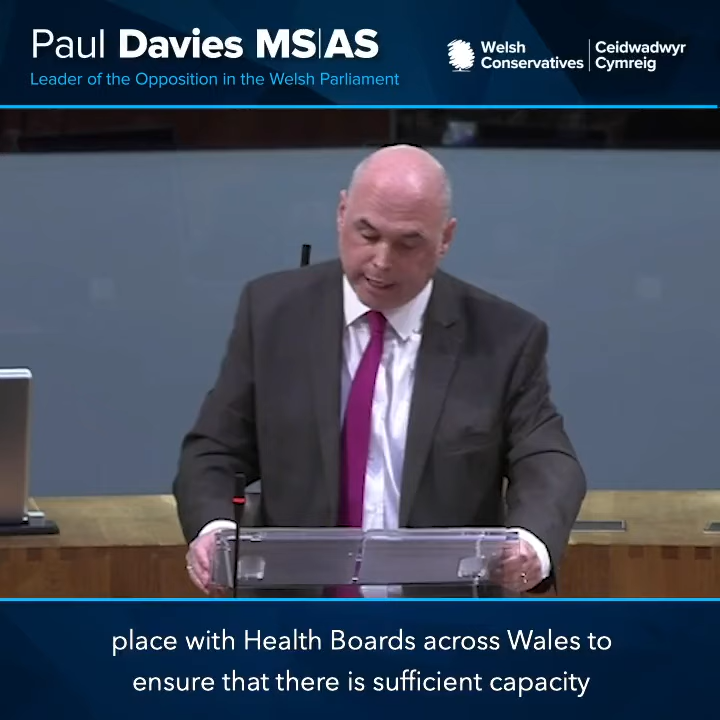 Paul Davies MS|AS
Leader of the Opposition in the Welsh Parliament
Welsh
Conservatives
Ceidwadwyr
Cymreig
place with Health Boards across Wales to
ensure that there is sufficient capacity